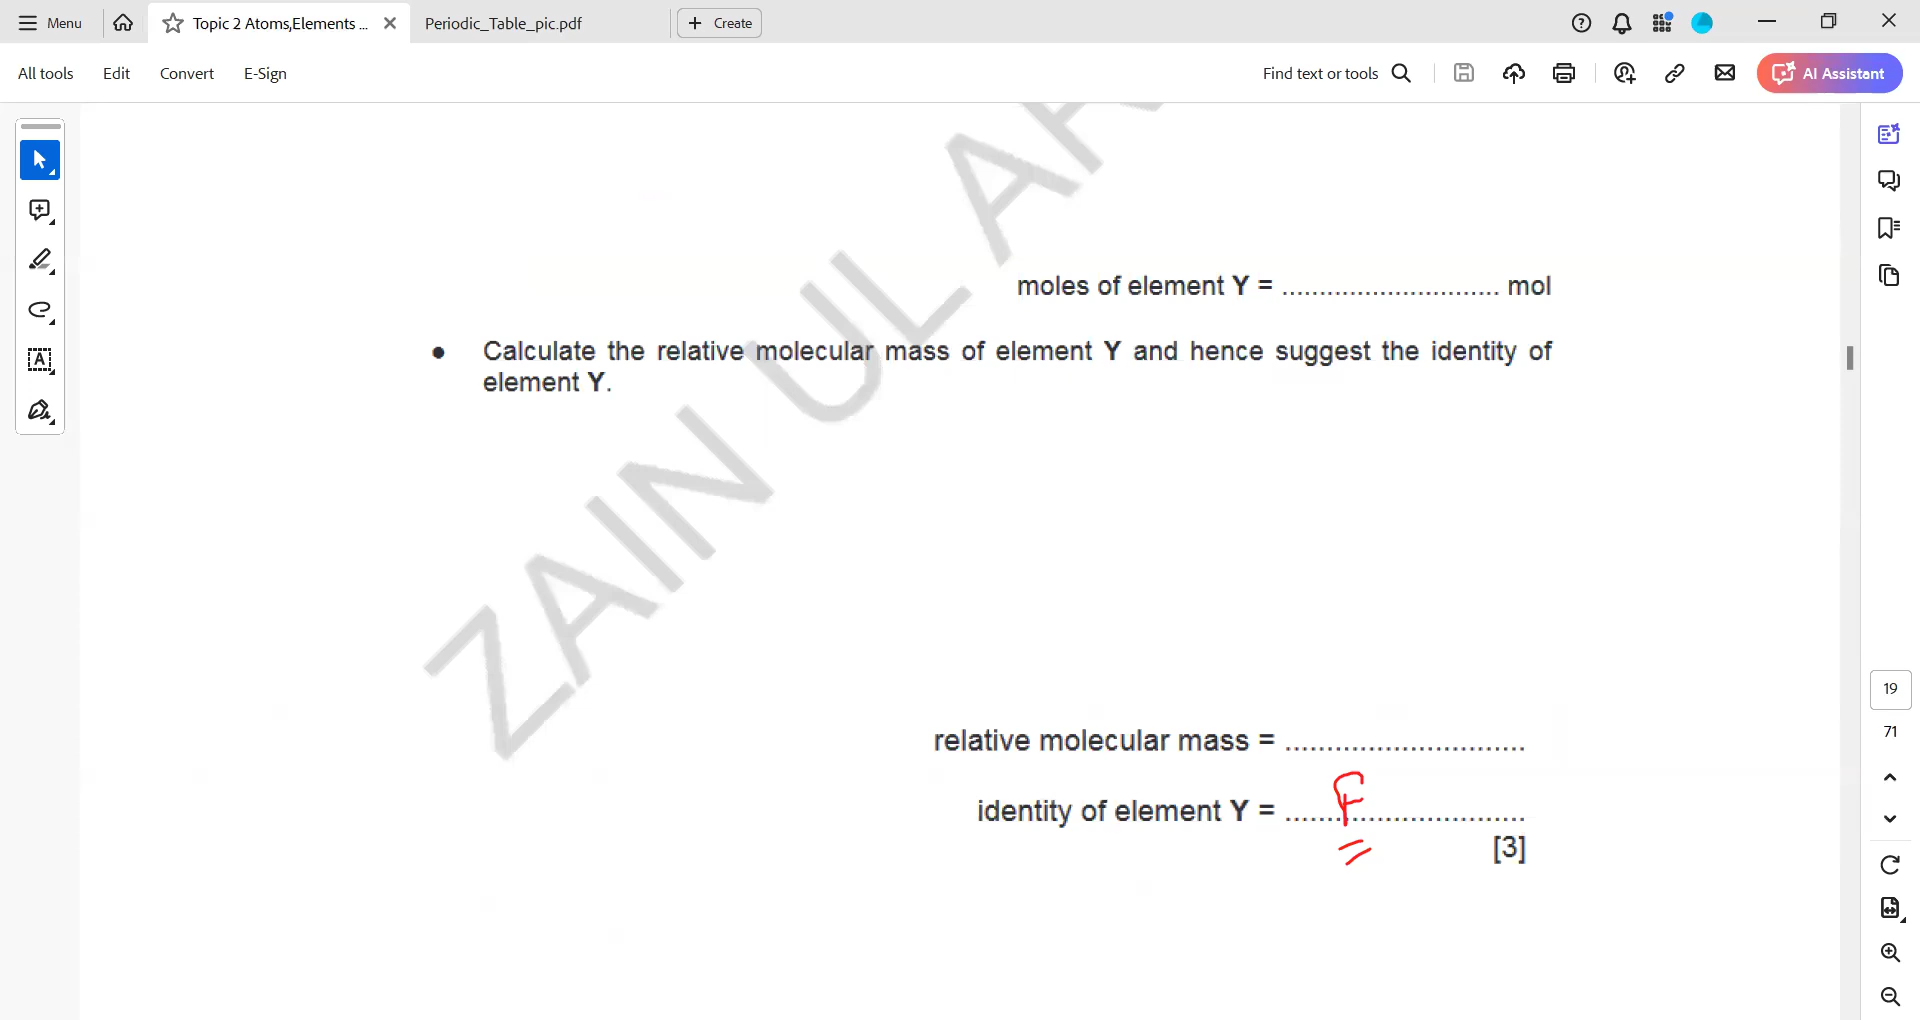 Menu
Topic 2 Atoms,Elements ...
Periodic_Table_pic.pdf
Create
All tools
Edit
Convert
E-Sign
Find text or tools
AI Assistant
ZAIN UL AR
moles of element Y = ............................. mol
• Calculate the relative molecular mass of element Y and hence suggest the identity of
element Y.
relative molecular mass = .............................
identity of element Y = .............................
F
[3]
19
71